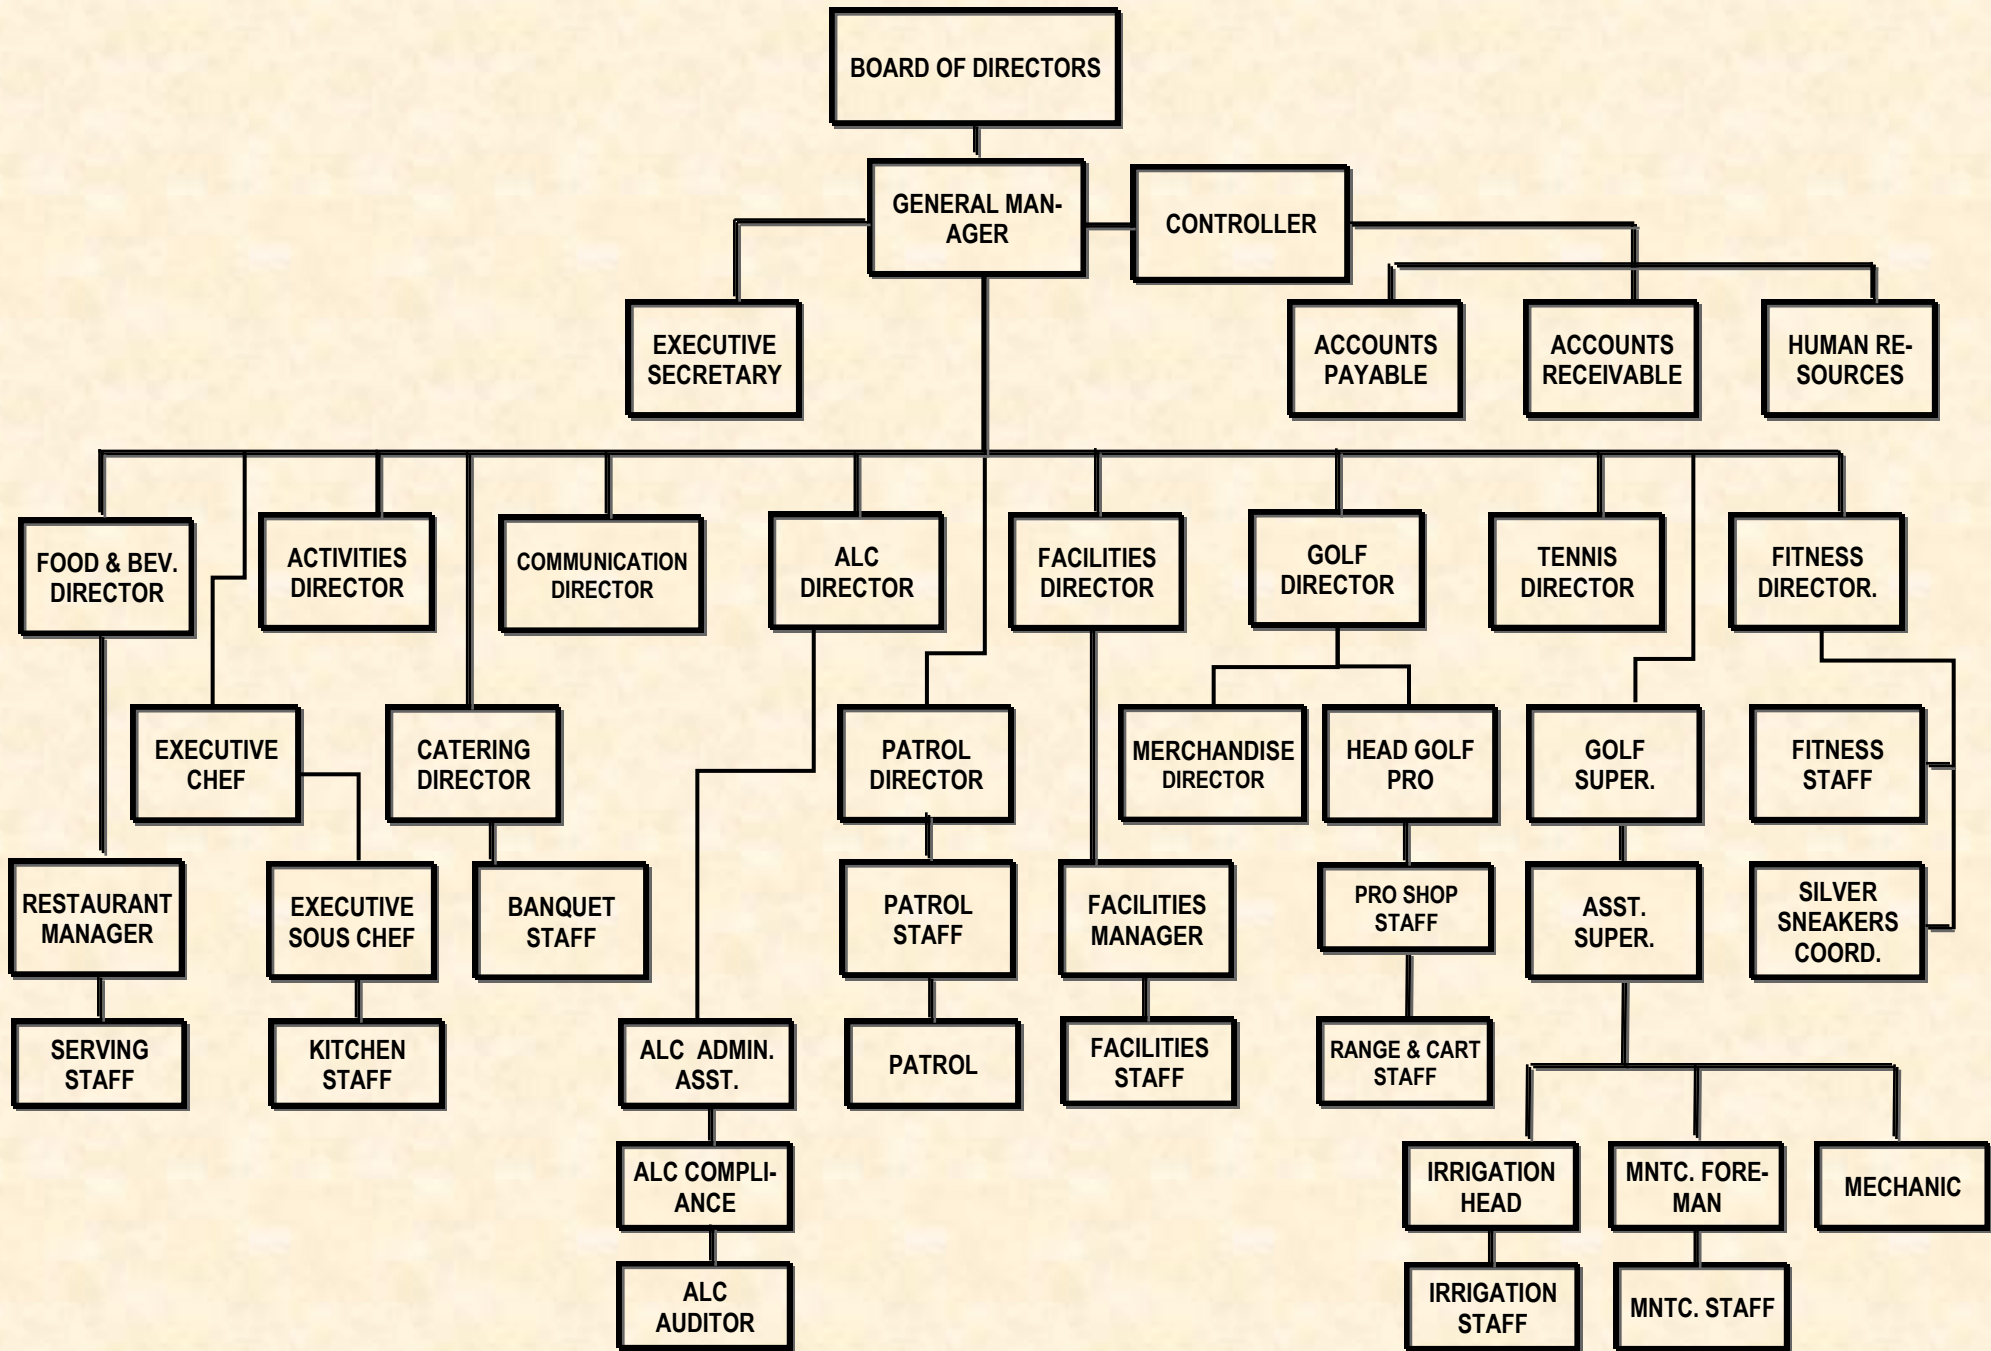 BOARD OF DIRECTORS
GENERAL MAN-
AGER
CONTROLLER
EXECUTIVE
SECRETARY
ACCOUNTS
PAYABLE
ACCOUNTS
RECEIVABLE
HUMAN RE-
SOURCES
FOOD & BEV.
DIRECTOR
ACTIVITIES
DIRECTOR
COMMUNICATION
DIRECTOR
ALC
DIRECTOR
FACILITIES
DIRECTOR
GOLF
DIRECTOR
TENNIS
DIRECTOR
FITNESS
DIRECTOR.
EXECUTIVE
CHEF
CATERING
DIRECTOR
PATROL
DIRECTOR
MERCHANDISE
DIRECTOR
HEAD GOLF
PRO
GOLF
SUPER.
FITNESS
STAFF
RESTAURANT
MANAGER
EXECUTIVE
SOUS CHEF
BANQUET
STAFF
PATROL
STAFF
FACILITIES
MANAGER
PRO SHOP
STAFF
ASST.
SUPER.
SILVER
SNEAKERS
COORD.
SERVING
STAFF
KITCHEN
STAFF
ALC ADMIN.
ASST.
PATROL
FACILITIES
STAFF
RANGE & CART
STAFF
ALC COMPLI-
ANCE
IRRIGATION
HEAD
MNTC. FORE-
MAN
MECHANIC
ALC
AUDITOR
IRRIGATION
STAFF
MNTC. STAFF